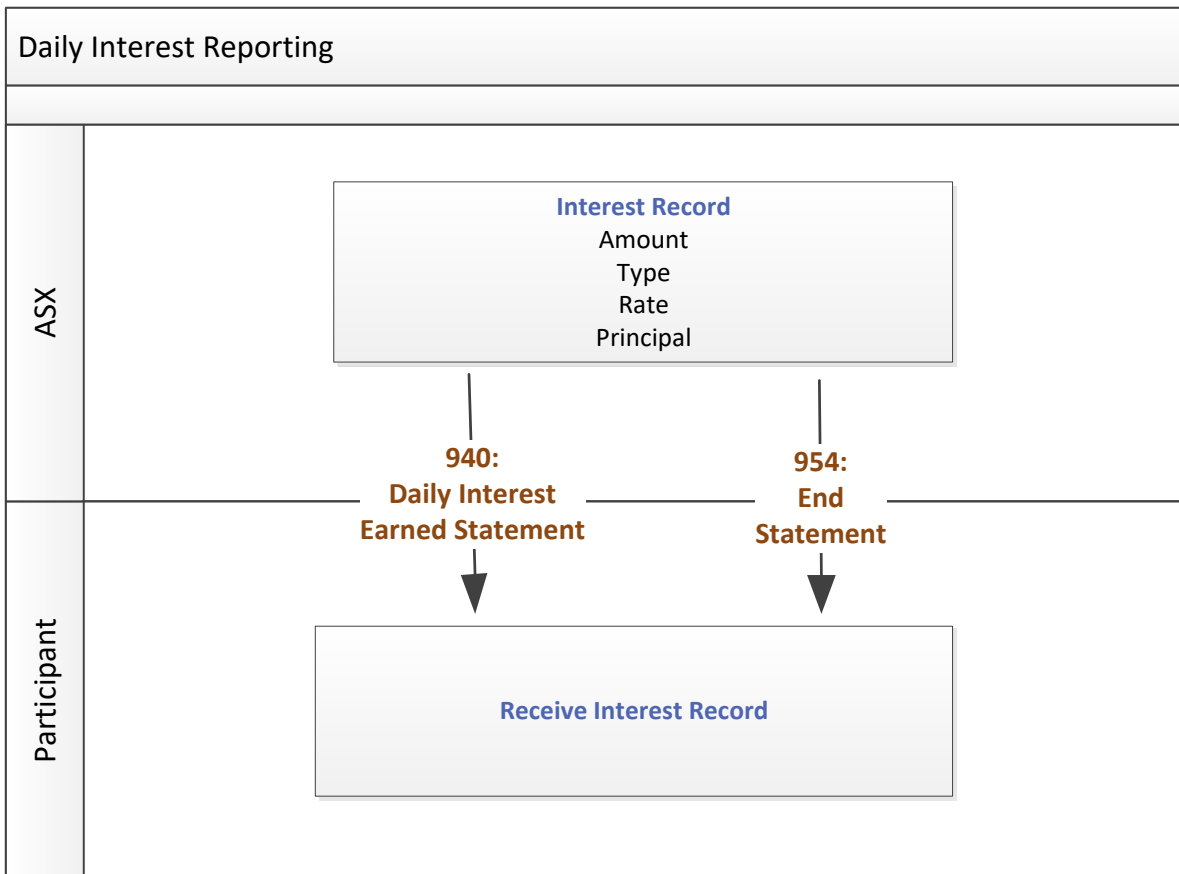 Daily Interest Reporting
ASX
Interest Record
Amount
Type
Rate
Principal
940:
Daily Interest
Earned Statement
954:
End
Statement
Participant
Receive Interest Record